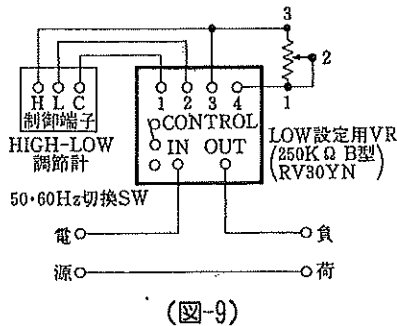 3
2
1
H L C
制御端子
HIGH-LOW
調節計
1 2 3 4
CONTROL
IN OUT
LOW設定用VR
(250KΩ B型)
RV30YN
50・60Hz切換SW
電 負
源 荷
(図-9)